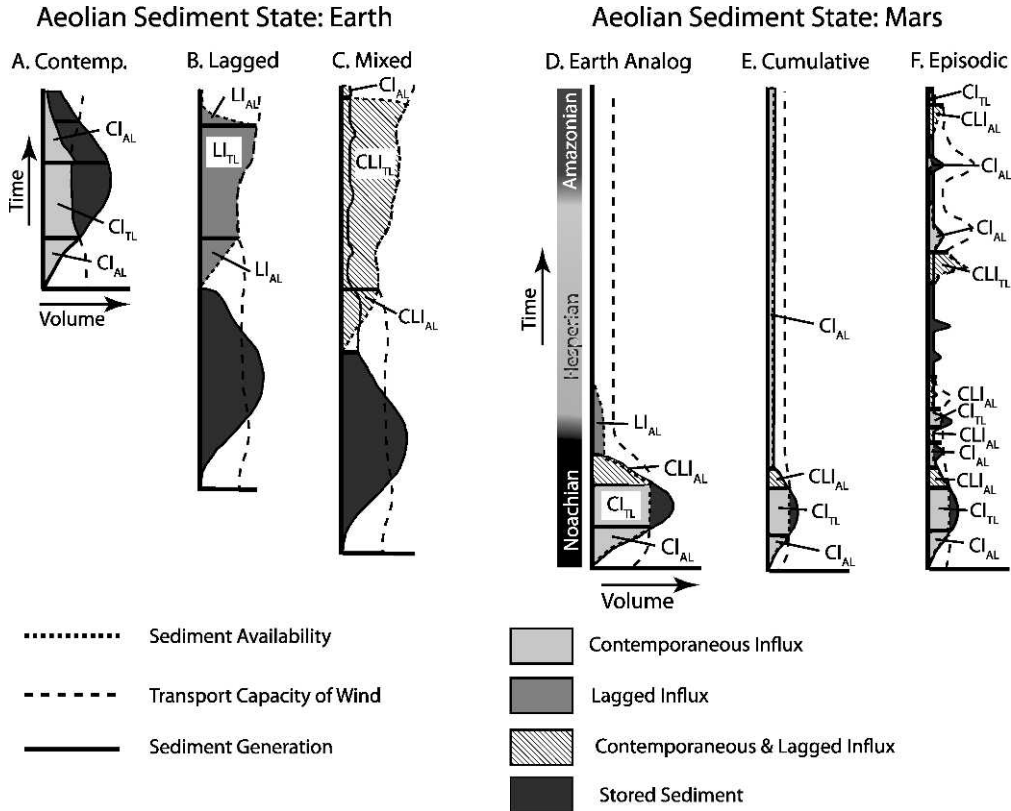 Aeolian Sediment State: Earth
Aeolian Sediment State: Mars
A. Contemp.
B. Lagged
C. Mixed
D. Earth Analog
E. Cumulative
F. Episodic
CI_AL
CI_TL
CI_AL
Time
Volume
LI_AL
LI_TL
LI_AL
CI_AL
CLI_TL
CLI_AL
Amazonian
Hesperian
Noachian
Time
LI_AL
CLI_AL
CI_TL
CI_AL
Volume
CI_AL
CLI_AL
CI_TL
CI_AL
CI_TL
CLI_AL
CI_AL
CI_AL
CLI_TL
CLI_AL
CI_TL
CLI_AL
CI_AL
CLI_AL
CI_TL
CI_AL
Sediment Availability
Transport Capacity of Wind
Sediment Generation
Contemporaneous Influx
Lagged Influx
Contemporaneous & Lagged Influx
Stored Sediment